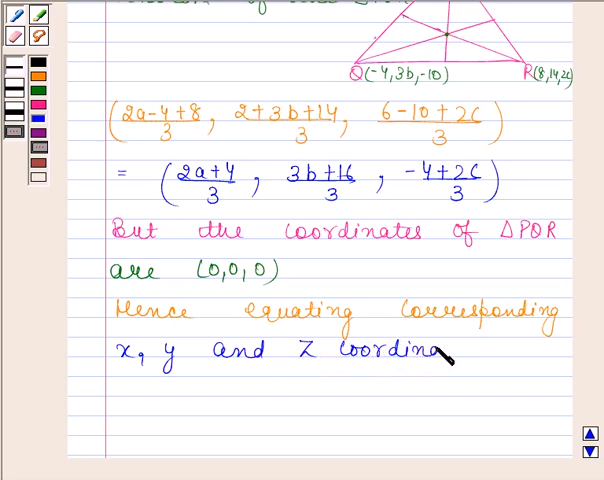 of
Q(-4,3b,-10) R(8,14,2c)
(2a-4+8/3, 2+3b+14/3, 6-10+2c/3)
= (2a+4/3, 3b+16/3, -4+2c/3)
But the coordinates of △PQR
are (0,0,0)
Hence equating corresponding
x, y and z coordina